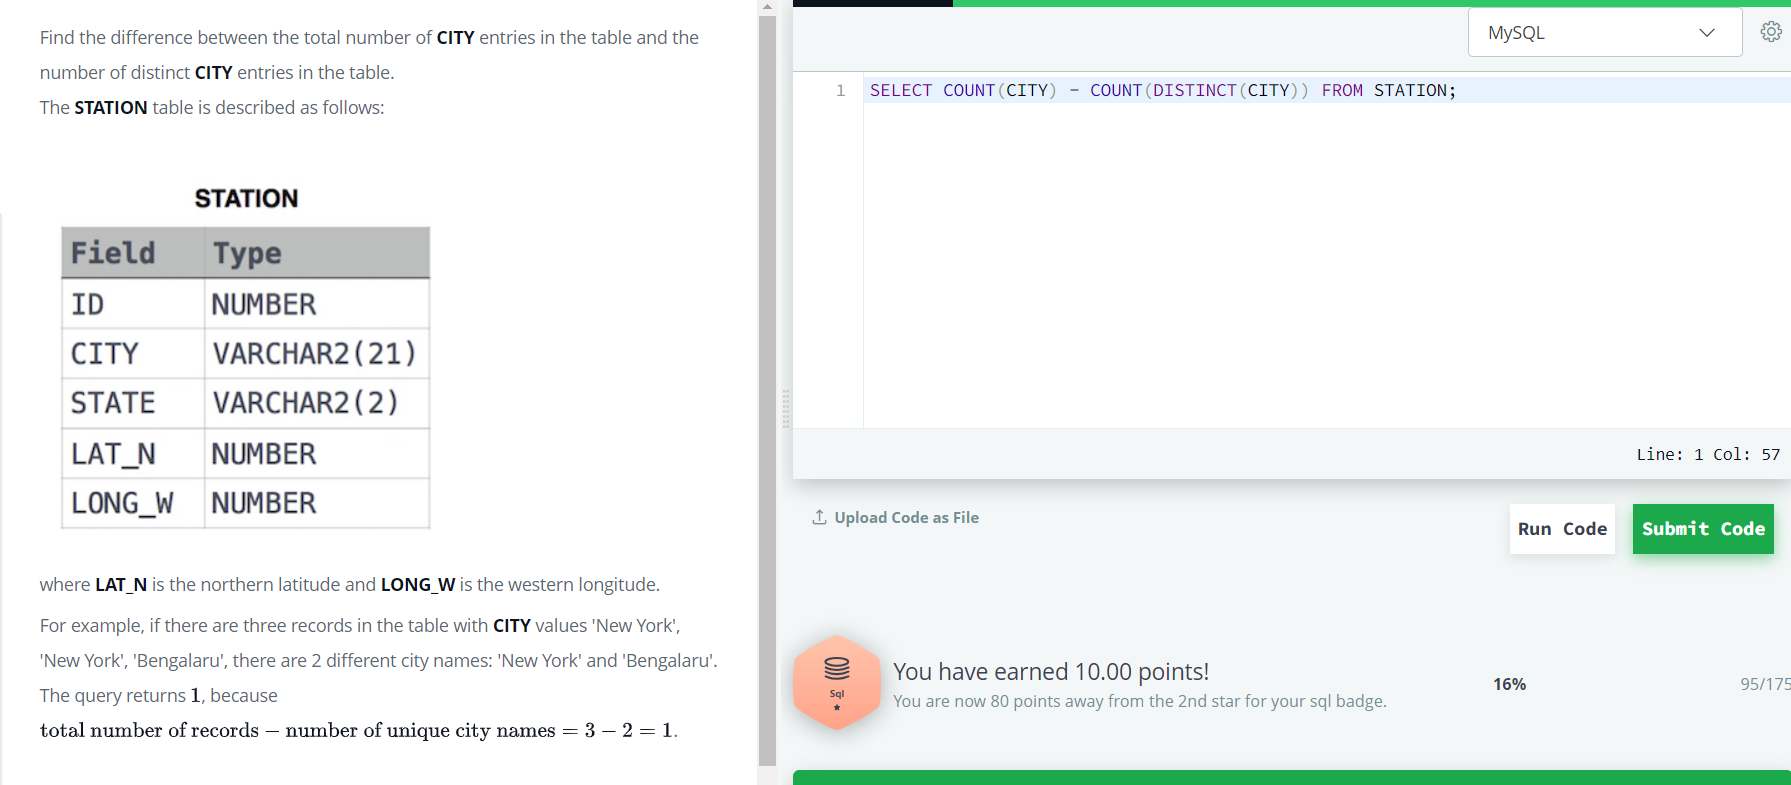 Find the difference between the total number of CITY entries in the table and the
number of distinct CITY entries in the table.
The STATION table is described as follows:
STATION
Field Type
ID NUMBER
CITY VARCHAR2(21)
STATE VARCHAR2(2)
LAT_N NUMBER
LONG_W NUMBER
where LAT_N is the northern latitude and LONG_W is the western longitude.
For example, if there are three records in the table with CITY values 'New York',
'New York', 'Bengalaru', there are 2 different city names: 'New York' and 'Bengalaru'.
The query returns 1, because
total number of records − number of unique city names = 3 − 2 = 1.
MySQL
1 SELECT COUNT(CITY) - COUNT(DISTINCT(CITY)) FROM STATION;
Line: 1 Col: 57
Upload Code as File
Run Code
Submit Code
Sql
You have earned 10.00 points!
You are now 80 points away from the 2nd star for your sql badge.
16%
95/175